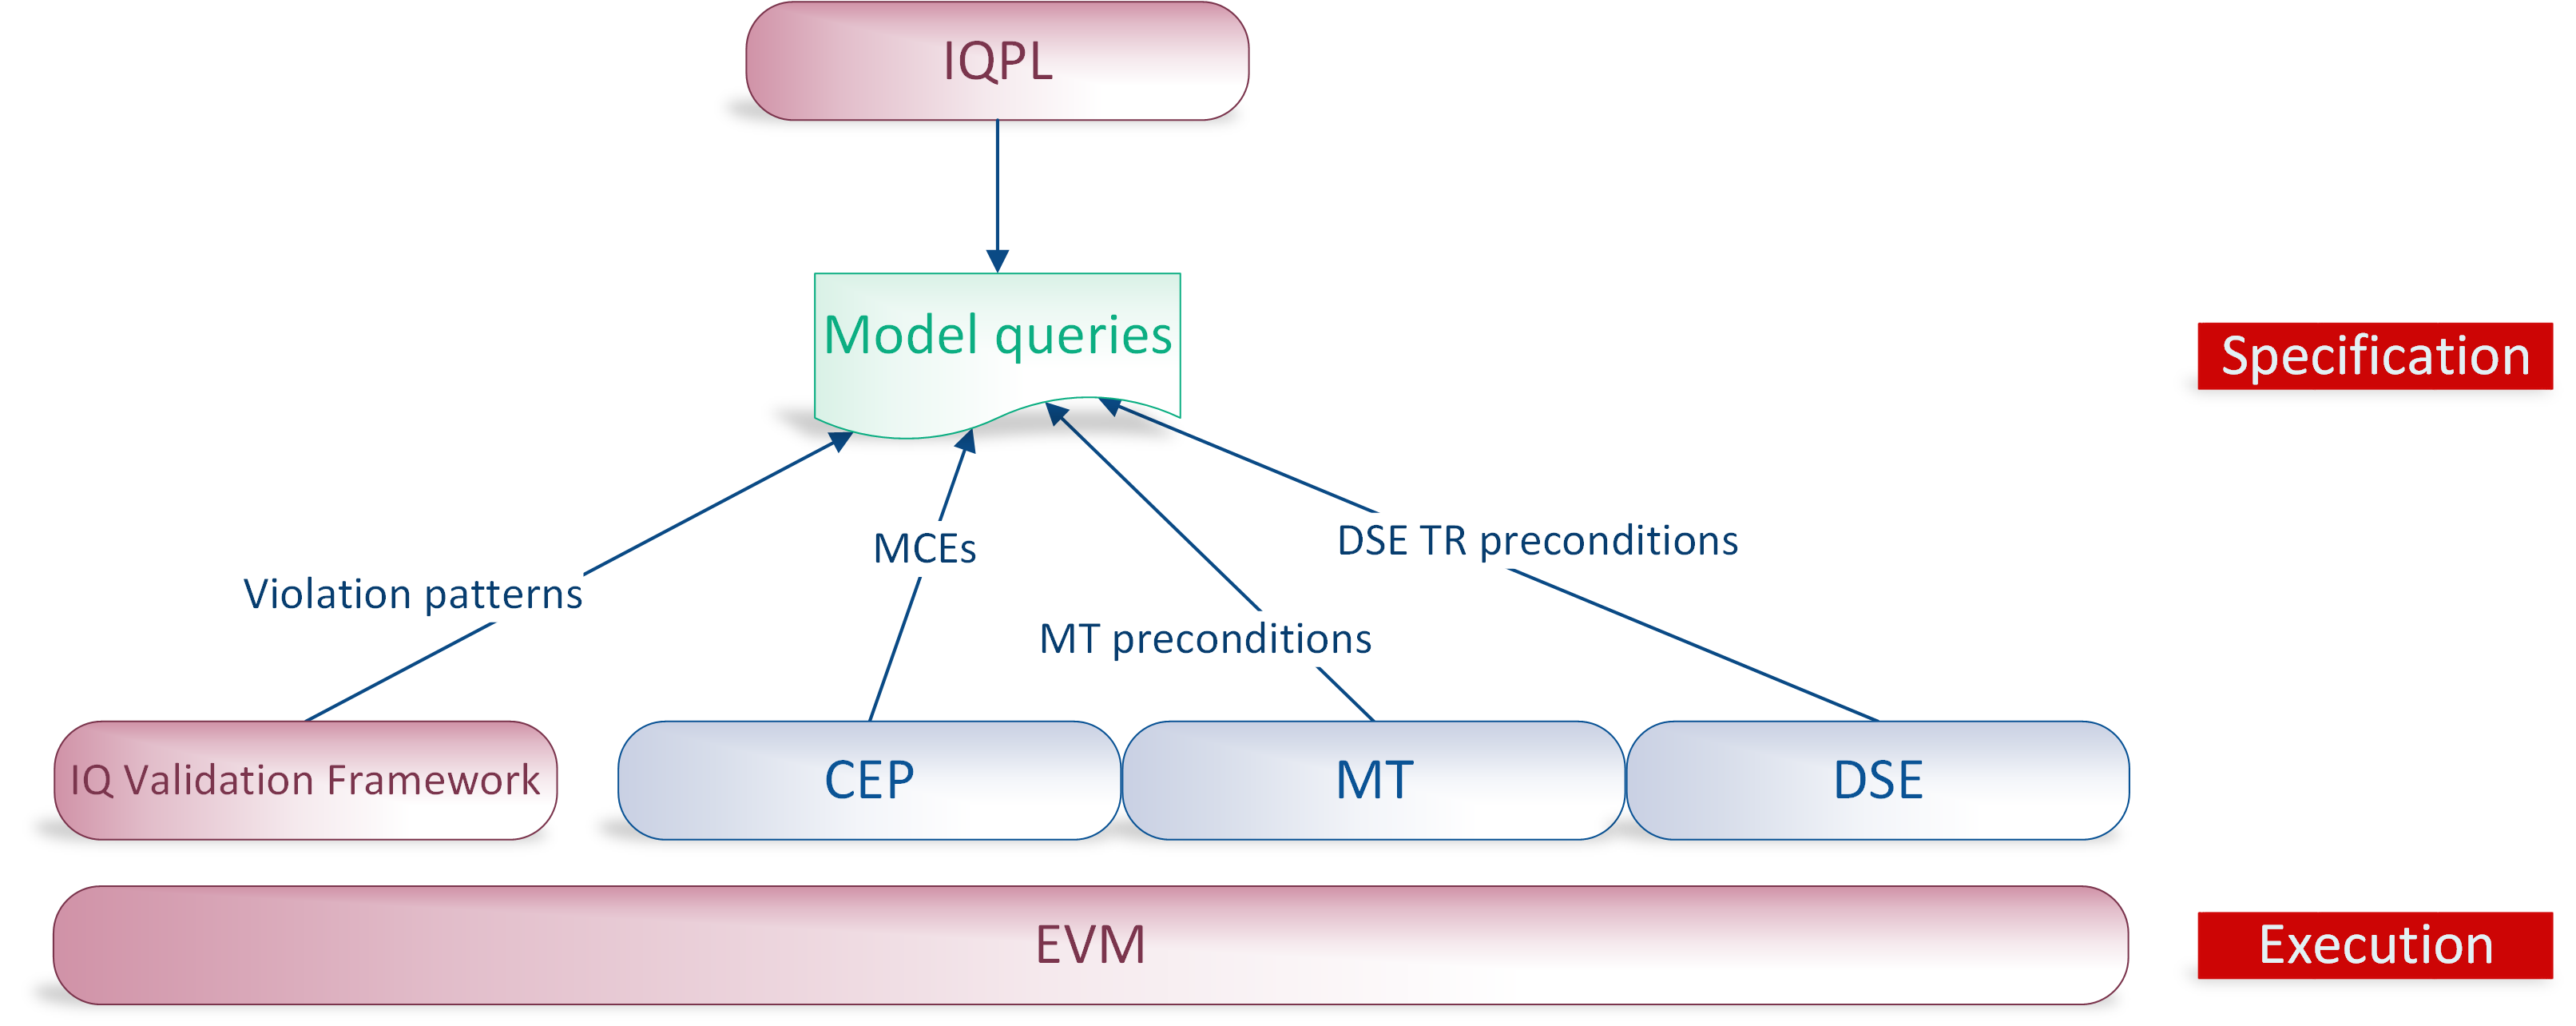 IQPL
Model queries
Specification
DSE TR preconditions
MCEs
Violation patterns
MT preconditions
IQ Validation Framework
CEP
MT
DSE
EVM
Execution